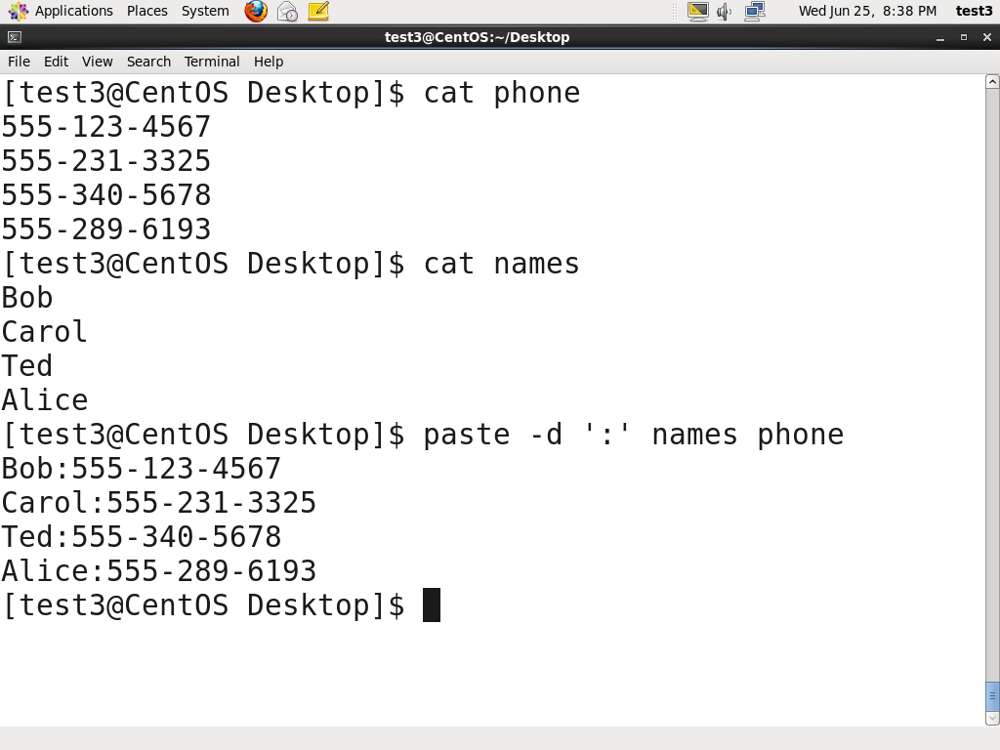 Applications Places System Wed Jun 25, 8:38 PM test3
test3@CentOS:~/Desktop
File Edit View Search Terminal Help
[test3@CentOS Desktop]$ cat phone
555-123-4567
555-231-3325
555-340-5678
555-289-6193
[test3@CentOS Desktop]$ cat names
Bob
Carol
Ted
Alice
[test3@CentOS Desktop]$ paste -d ':' names phone
Bob:555-123-4567
Carol:555-231-3325
Ted:555-340-5678
Alice:555-289-6193
[test3@CentOS Desktop]$